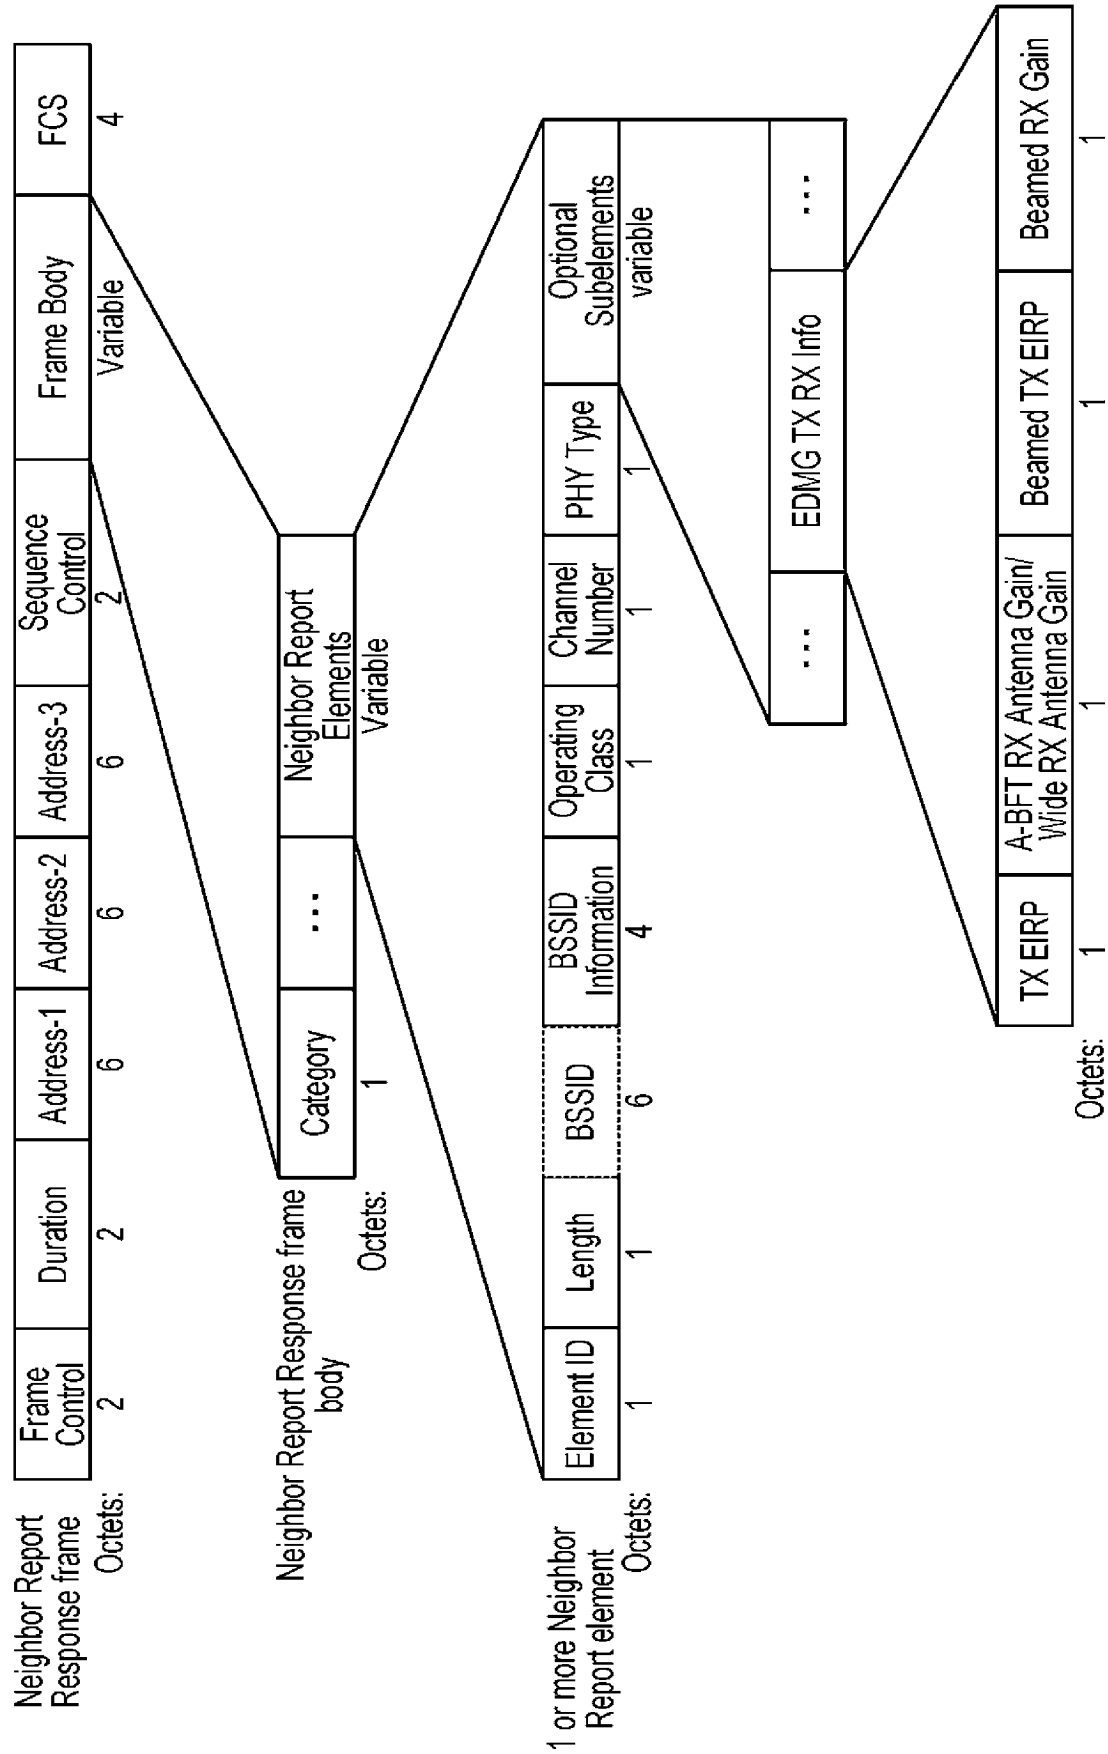 Neighbor Report
Response frame
Frame
Control
Duration
Address-1
Address-2
Address-3
Sequence
Control
Frame Body
FCS
Octets:
2
2
6
6
6
2
Variable
4
Neighbor Report Response frame
body
Category
...
Neighbor Report
Elements
Octets:
1
Variable
1 or more Neighbor
Report element
Element ID
Length
BSSID
BSSID
Information
Operating
Class
Channel
Number
PHY Type
Optional
Subelements
Octets:
1
1
6
4
1
1
1
variable
...
EDMG TX RX Info
...
TX EIRP
A-BFT RX Antenna Gain/
Wide RX Antenna Gain
Beamed TX EIRP
Beamed RX Gain
Octets:
1
1
1
1